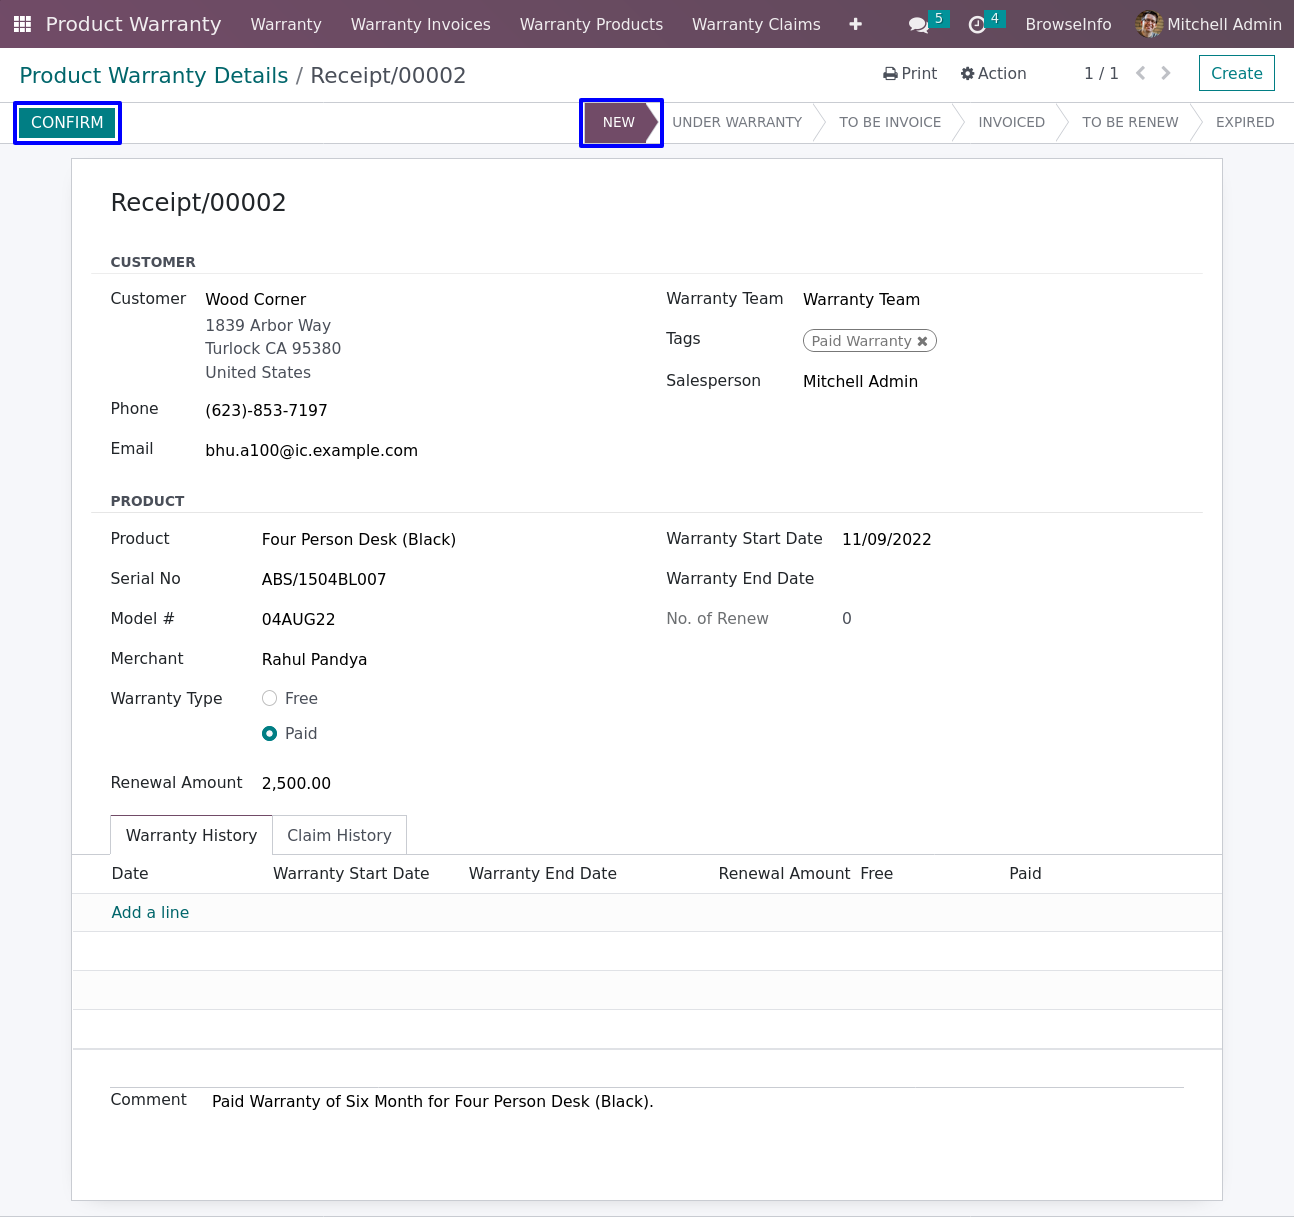 Product Warranty Warranty Warranty Invoices Warranty Products Warranty Claims 5 4 BrowseInfo Mitchell Admin
Product Warranty Details / Receipt/00002 Print Action 1 / 1 Create
CONFIRM NEW UNDER WARRANTY TO BE INVOICE INVOICED TO BE RENEW EXPIRED
Receipt/00002
CUSTOMER
Customer Wood Corner Warranty Team Warranty Team
1839 Arbor Way
Turlock CA 95380 Tags Paid Warranty
United States Salesperson Mitchell Admin
Phone (623)-853-7197
Email bhu.a100@ic.example.com
PRODUCT
Product Four Person Desk (Black) Warranty Start Date 11/09/2022
Serial No ABS/1504BL007 Warranty End Date
Model # 04AUG22 No. of Renew 0
Merchant Rahul Pandya
Warranty Type Free
Paid
Renewal Amount 2,500.00
Warranty History Claim History
Date Warranty Start Date Warranty End Date Renewal Amount Free Paid
Add a line
Comment Paid Warranty of Six Month for Four Person Desk (Black).